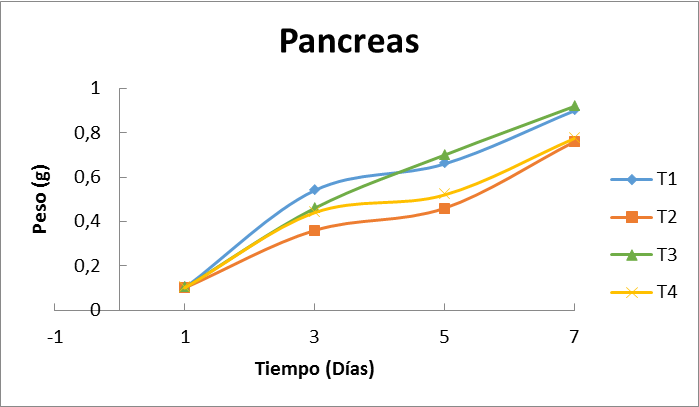 Pancreas
1
0,8
0,6
0,4
0,2
0
-1 1 3 5 7
Peso (g)
Tiempo (Días)
T1
T2
T3
T4